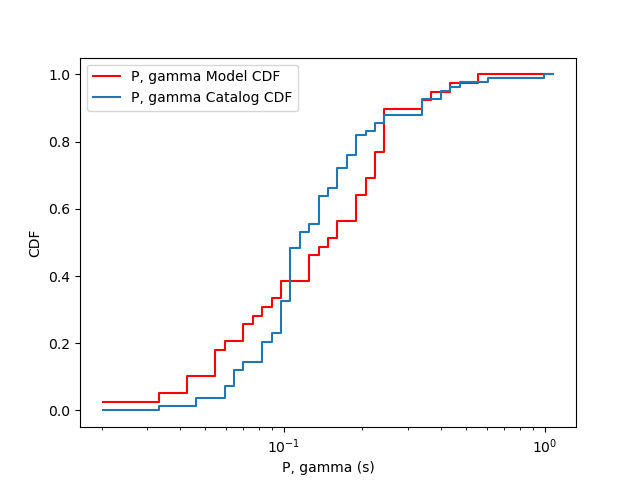 P, gamma Model CDF
P, gamma Catalog CDF
1.0
0.8
0.6
0.4
0.2
0.0
CDF
10⁻¹ 10⁰
P, gamma (s)